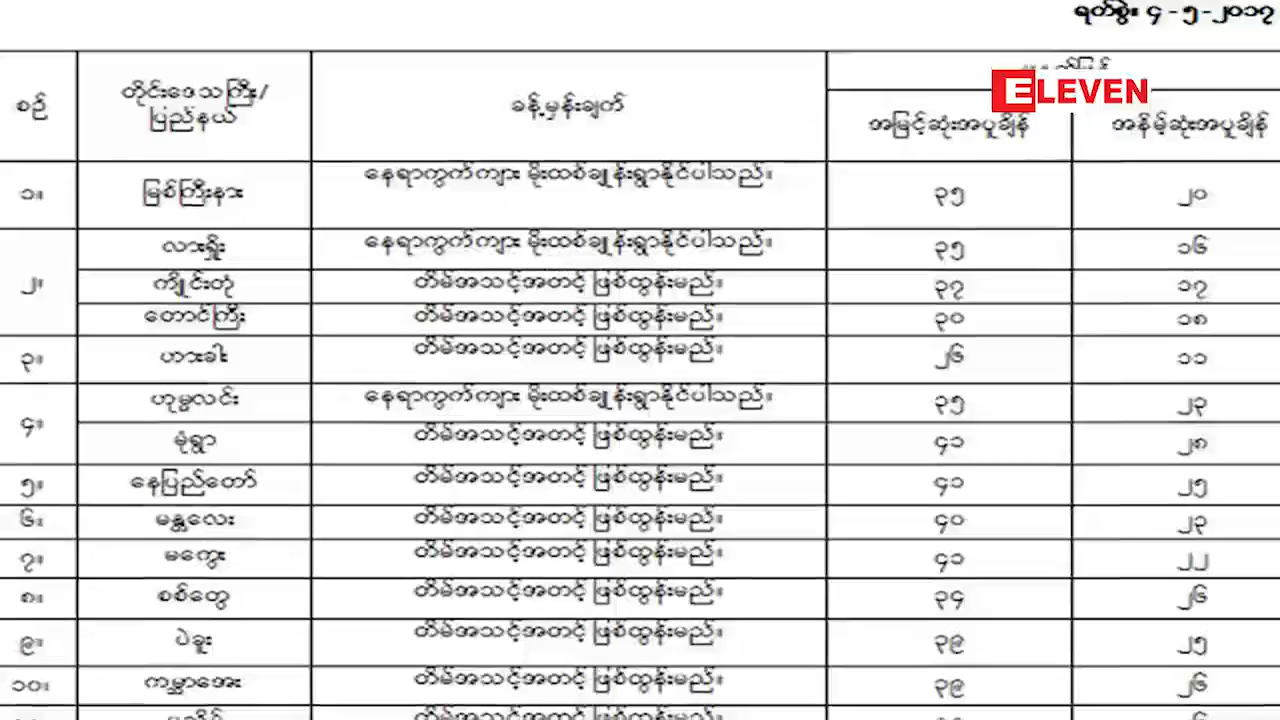 ရက်စွဲ။ ၄ - ၅ - ၂၀၁၇
ELEVEN
စဉ် တိုင်းဒေသကြီး/ ပြည်နယ် ခန့်မှန်းချက် အမြင့်ဆုံးအပူချိန် အနိမ့်ဆုံးအပူချိန်
၁။ မြစ်ကြီးနား နေရာကွက်ကျား မိုးထစ်ချုန်းရွာနိုင်ပါသည်။ ၃၅ ၂၀
၂။ လားရှိုး နေရာကွက်ကျား မိုးထစ်ချုန်းရွာနိုင်ပါသည်။ ၃၅ ၁၆
ကျိုင်းတုံ တိမ်အသင့်အတင့် ဖြစ်ထွန်းမည်။ ၃၇ ၁၇
တောင်ကြီး တိမ်အသင့်အတင့် ဖြစ်ထွန်းမည်။ ၃၀ ၁၈
၃။ ဟားခါး တိမ်အသင့်အတင့် ဖြစ်ထွန်းမည်။ ၂၆ ၁၁
၄။ ဟုမ္မလင်း နေရာကွက်ကျား မိုးထစ်ချုန်းရွာနိုင်ပါသည်။ ၃၅ ၂၃
မုံရွာ တိမ်အသင့်အတင့် ဖြစ်ထွန်းမည်။ ၄၁ ၂၈
၅။ နေပြည်တော် တိမ်အသင့်အတင့် ဖြစ်ထွန်းမည်။ ၄၁ ၂၅
၆။ မန္တလေး တိမ်အသင့်အတင့် ဖြစ်ထွန်းမည်။ ၄၀ ၂၃
၇။ မကွေး တိမ်အသင့်အတင့် ဖြစ်ထွန်းမည်။ ၄၁ ၂၂
၈။ စစ်တွေ တိမ်အသင့်အတင့် ဖြစ်ထွန်းမည်။ ၃၄ ၂၆
၉။ ပဲခူး တိမ်အသင့်အတင့် ဖြစ်ထွန်းမည်။ ၃၉ ၂၅
၁၀။ ကမ္ဘာအေး တိမ်အသင့်အတင့် ဖြစ်ထွန်းမည်။ ၃၉ ၂၆
တိမ်အသင့်အတင့် ဖြစ်ထွန်းမည်။